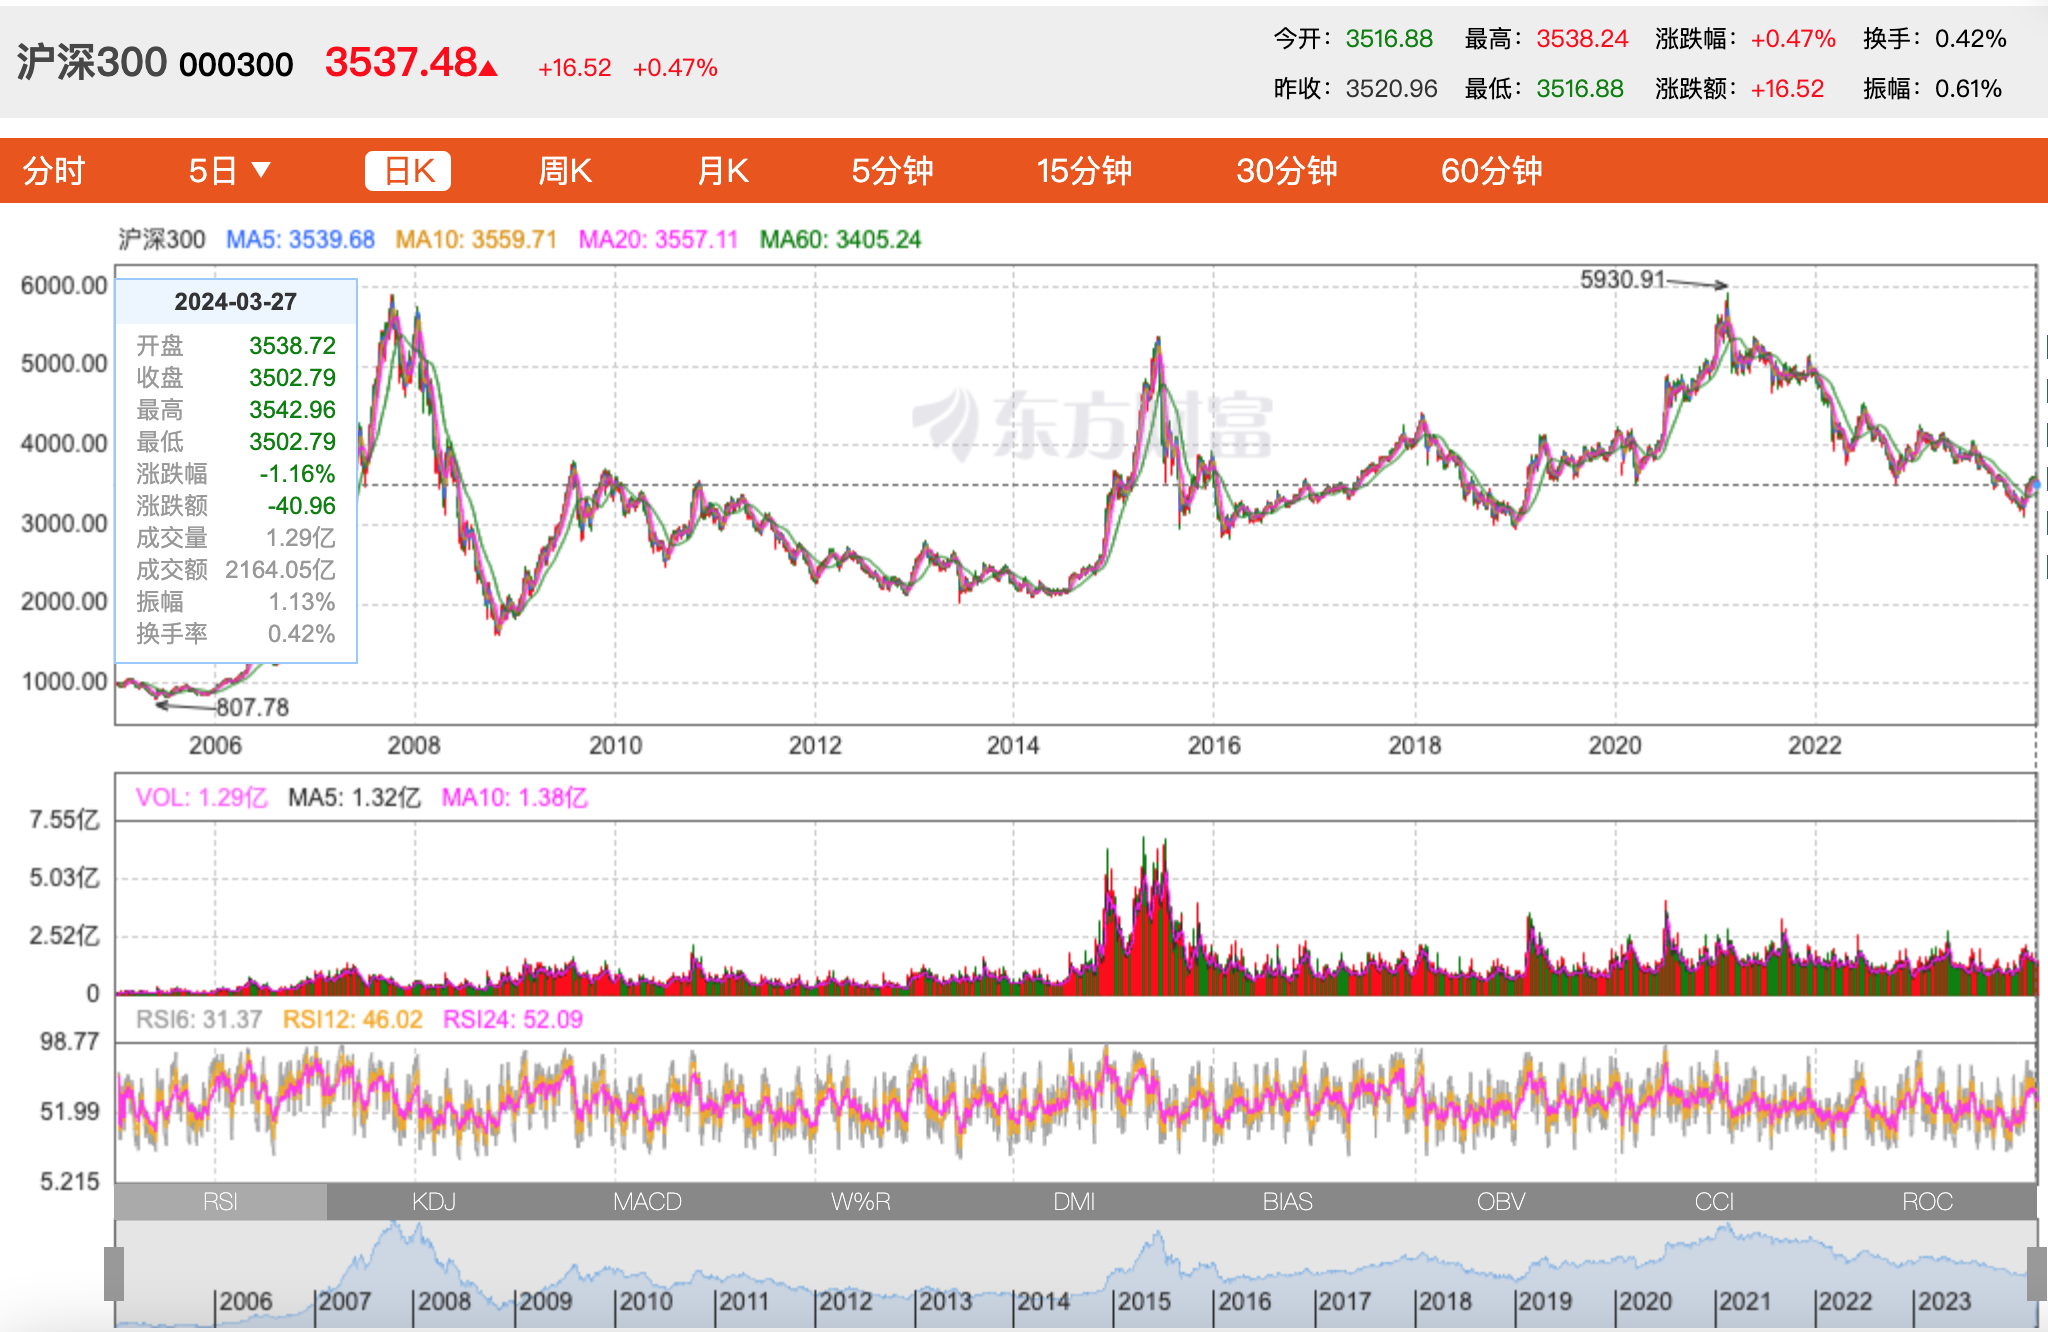 沪深300 000300 3537.48▲ +16.52 +0.47%
今开: 3516.88 最高: 3538.24 涨跌幅: +0.47% 换手: 0.42%
昨收: 3520.96 最低: 3516.88 涨跌额: +16.52 振幅: 0.61%
分时 5日▼ 日K 周K 月K 5分钟 15分钟 30分钟 60分钟
沪深300 MA5: 3539.68 MA10: 3559.71 MA20: 3557.11 MA60: 3405.24
6000.00
5000.00
4000.00
3000.00
2000.00
1000.00
2024-03-27
开盘 3538.72
收盘 3502.79
最高 3542.96
最低 3502.79
涨跌幅 -1.16%
涨跌额 -40.96
成交量 1.29亿
成交额 2164.05亿
振幅 1.13%
换手率 0.42%
5930.91
东方财富
807.78
2006 2008 2010 2012 2014 2016 2018 2020 2022
VOL: 1.29亿 MA5: 1.32亿 MA10: 1.38亿
7.55亿
5.03亿
2.52亿
0
RSI6: 31.37 RSI12: 46.02 RSI24: 52.09
98.77
51.99
5.215
RSI KDJ MACD W%R DMI BIAS OBV CCI ROC
2006 2007 2008 2009 2010 2011 2012 2013 2014 2015 2016 2017 2018 2019 2020 2021 2022 2023